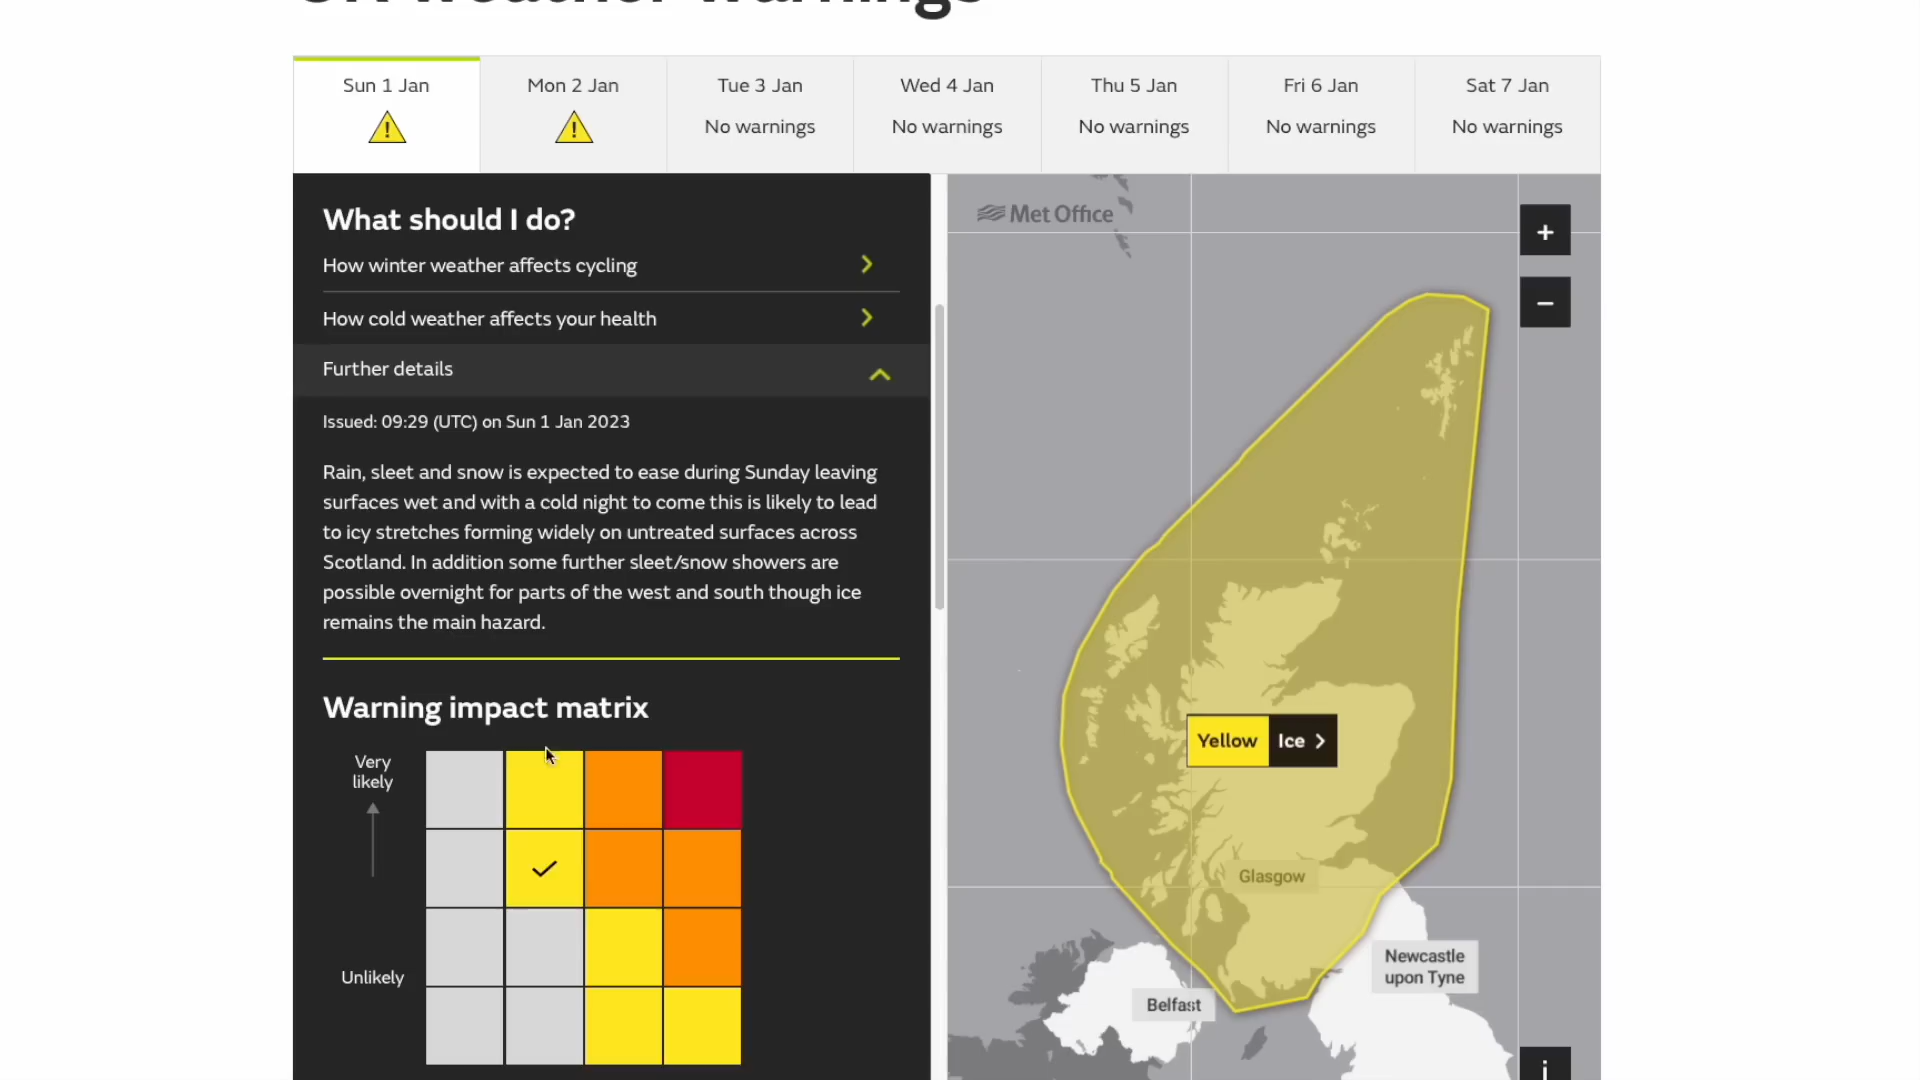 UK weather warnings
Sun 1 Jan
Mon 2 Jan
Tue 3 Jan
No warnings
Wed 4 Jan
No warnings
Thu 5 Jan
No warnings
Fri 6 Jan
No warnings
Sat 7 Jan
No warnings
What should I do?
How winter weather affects cycling
How cold weather affects your health
Further details
Issued: 09:29 (UTC) on Sun 1 Jan 2023
Rain, sleet and snow is expected to ease during Sunday leaving
surfaces wet and with a cold night to come this is likely to lead
to icy stretches forming widely on untreated surfaces across
Scotland. In addition some further sleet/snow showers are
possible overnight for parts of the west and south though ice
remains the main hazard.
Warning impact matrix
Very
likely
Unlikely
Met Office
+
−
Yellow Ice
Glasgow
Newcastle
upon Tyne
Belfast
i